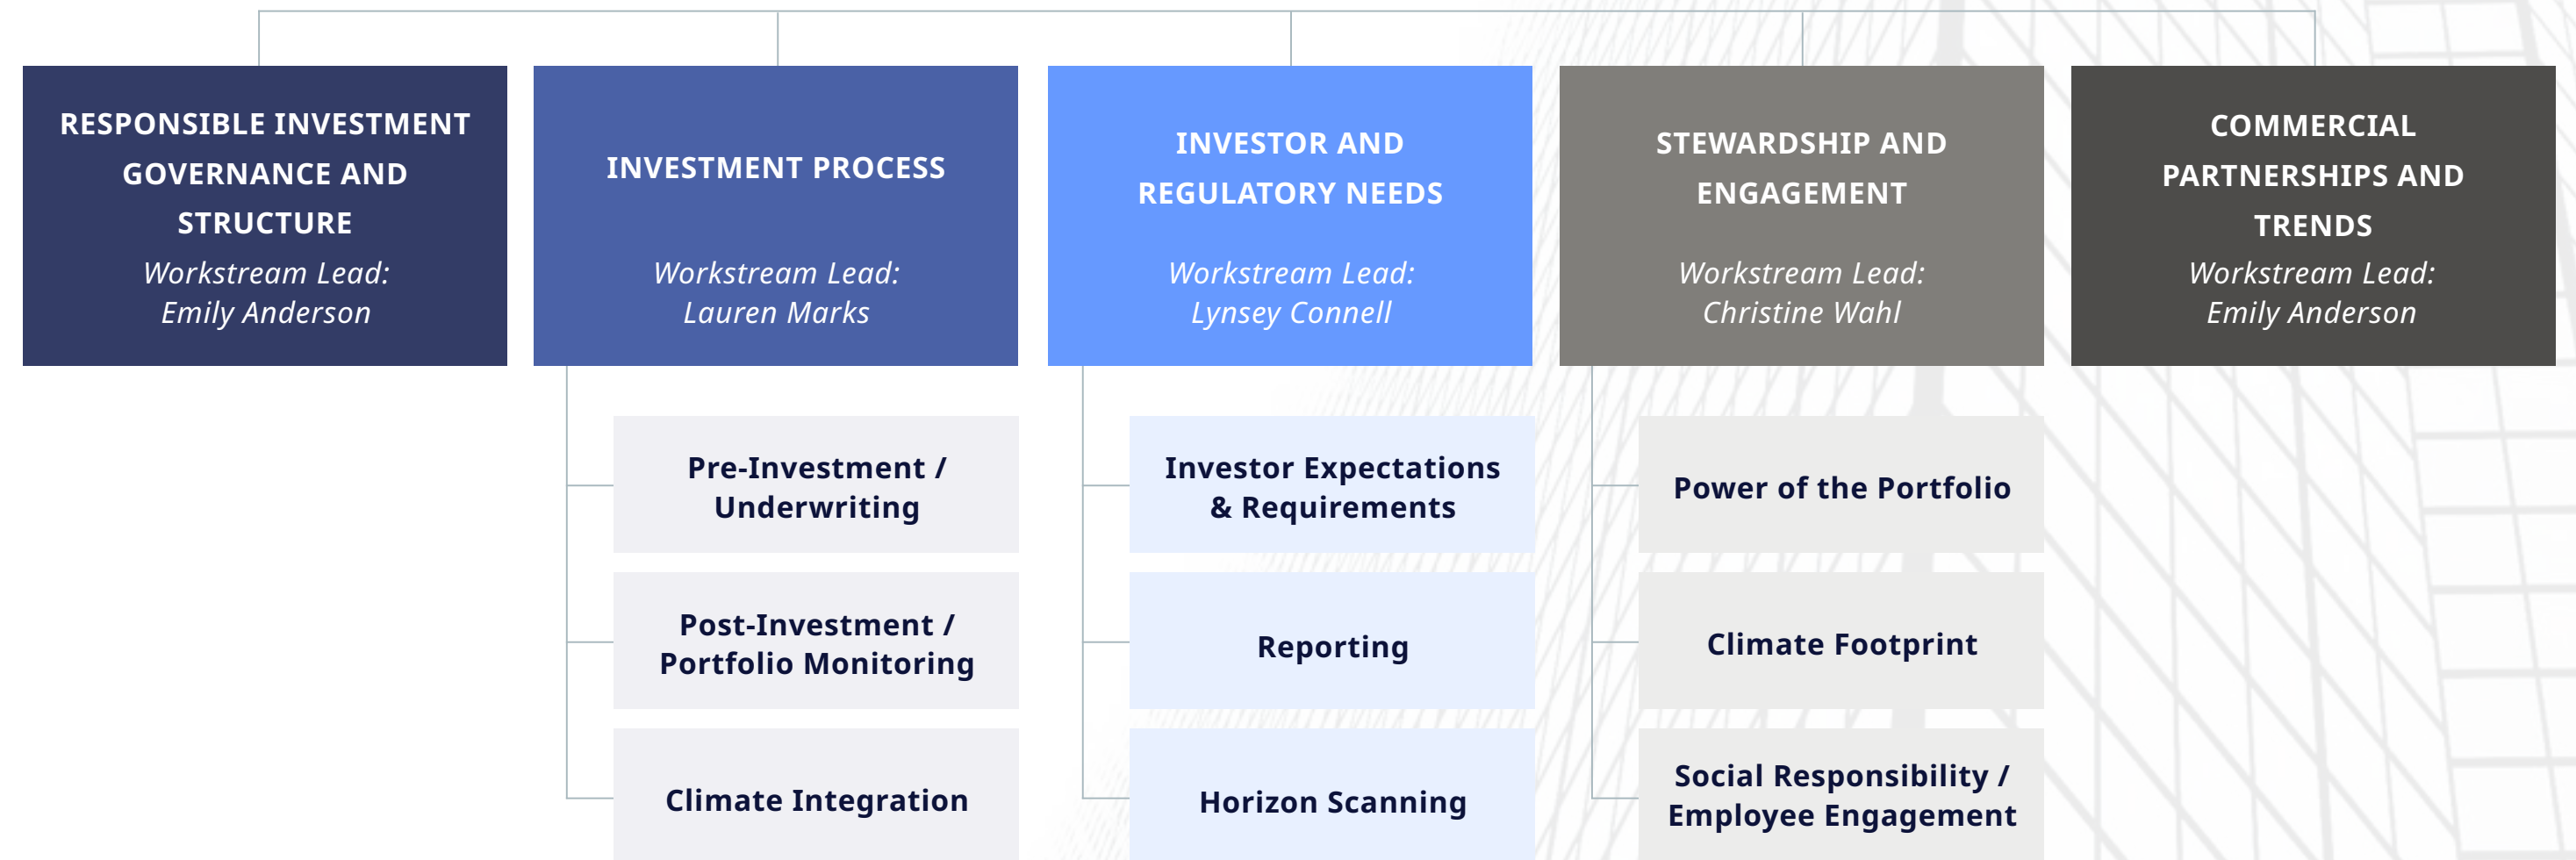 RESPONSIBLE INVESTMENT
GOVERNANCE AND
STRUCTURE
Workstream Lead:
Emily Anderson
INVESTMENT PROCESS
Workstream Lead:
Lauren Marks
INVESTOR AND
REGULATORY NEEDS
Workstream Lead:
Lynsey Connell
STEWARDSHIP AND
ENGAGEMENT
Workstream Lead:
Christine Wahl
COMMERCIAL
PARTNERSHIPS AND
TRENDS
Workstream Lead:
Emily Anderson
Pre-Investment /
Underwriting
Post-Investment /
Portfolio Monitoring
Climate Integration
Investor Expectations
& Requirements
Reporting
Horizon Scanning
Power of the Portfolio
Climate Footprint
Social Responsibility /
Employee Engagement